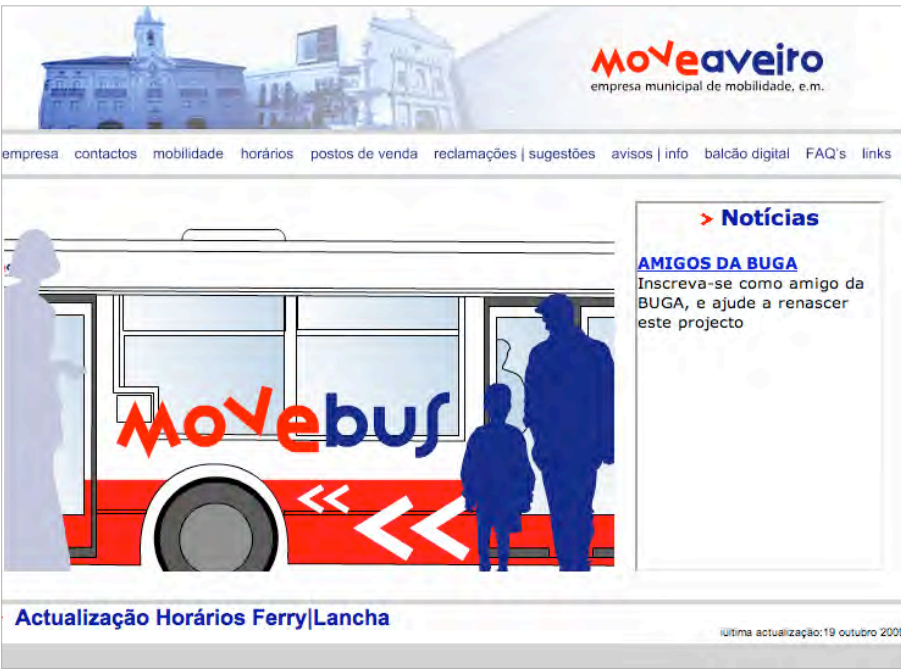 moveaveiro
empresa municipal de mobilidade, e.m.
empresa contactos mobilidade horários postos de venda reclamações | sugestões avisos | info balcão digital FAQ's links
> Notícias
AMIGOS DA BUGA
Inscreva-se como amigo da
BUGA, e ajude a renascer
este projecto
movebus
Actualização Horários Ferry|Lancha
última actualização:19 outubro